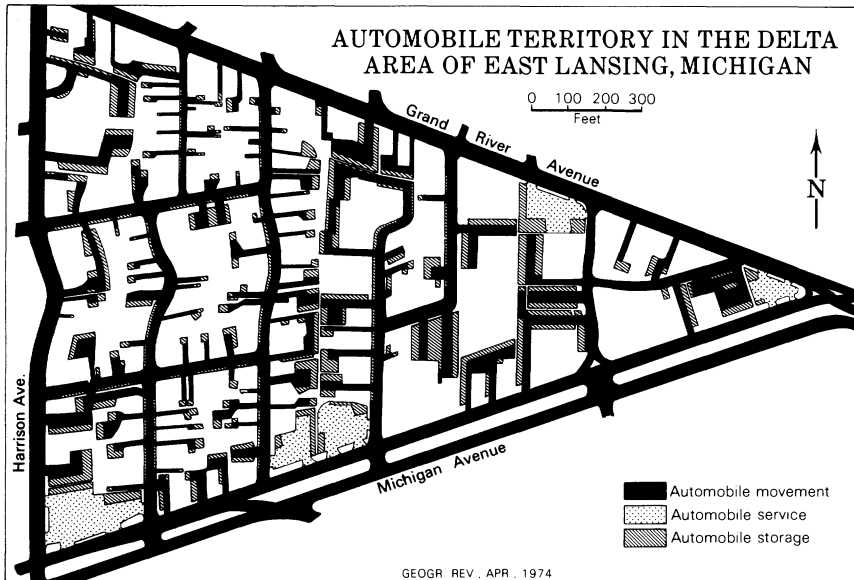 AUTOMOBILE TERRITORY IN THE DELTA
AREA OF EAST LANSING, MICHIGAN
0 100 200 300
Feet
Grand River Avenue
N
Harrison Ave.
Michigan Avenue
Automobile movement
Automobile service
Automobile storage
GEOGR REV, APR, 1974